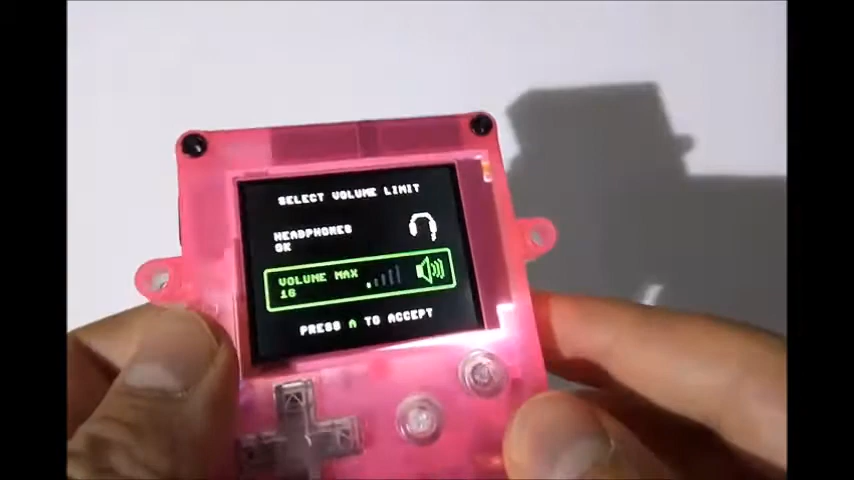 SELECT VOLUME LIMIT
HEADPHONES
OK
VOLUME MAX
16
PRESS A TO ACCEPT